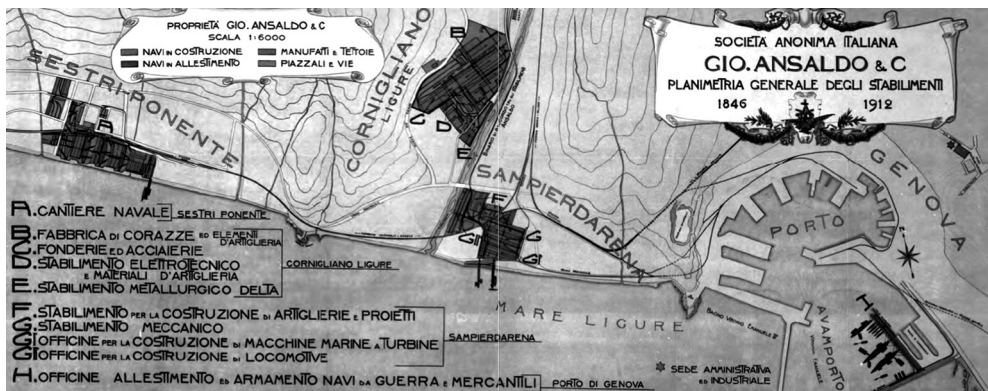 PROPRIETÀ GIO. ANSALDO & C
SCALA 1:6000
NAVI IN COSTRUZIONE
MANUFATTI E TETTOIE
NAVI IN ALLESTIMENTO
PIAZZALI E VIE
SOCIETÀ ANONIMA ITALIANA
GIO. ANSALDO & C
PLANIMETRIA GENERALE DEGLI STABILIMENTI
1846 1912
SESTRI PONENTE
CORNIGLIANO
LIGURE
SAMPIERDARENA
GENOVA
PORTO
AVAMPORTO
MARE LIGURE
A
B
C
D
E
F
G
H
A. CANTIERE NAVALE SESTRI PONENTE
B. FABBRICA DI CORAZZE ED ELEMENTI D'ARTIGLIERIA
C. FONDERIE ED ACCIAIERIE
D. STABILIMENTO ELETTROTECNICO
E MATERIALI D'ARTIGLIERIA
E. STABILIMENTO METALLURGICO DELTA
CORNIGLIANO LIGURE
F. STABILIMENTO PER LA COSTRUZIONE DI ARTIGLIERIE E PROIETTI
G. STABILIMENTO MECCANICO
GI OFFICINE PER LA COSTRUZIONE DI MACCHINE MARINE A TURBINE
GII OFFICINE PER LA COSTRUZIONE DI LOCOMOTIVE
SAMPIERDARENA
H. OFFICINE ALLESTIMENTO ED ARMAMENTO NAVI DA GUERRA E MERCANTILI PORTO DI GENOVA
SEDE AMMINISTRATIVA
ED INDUSTRIALE